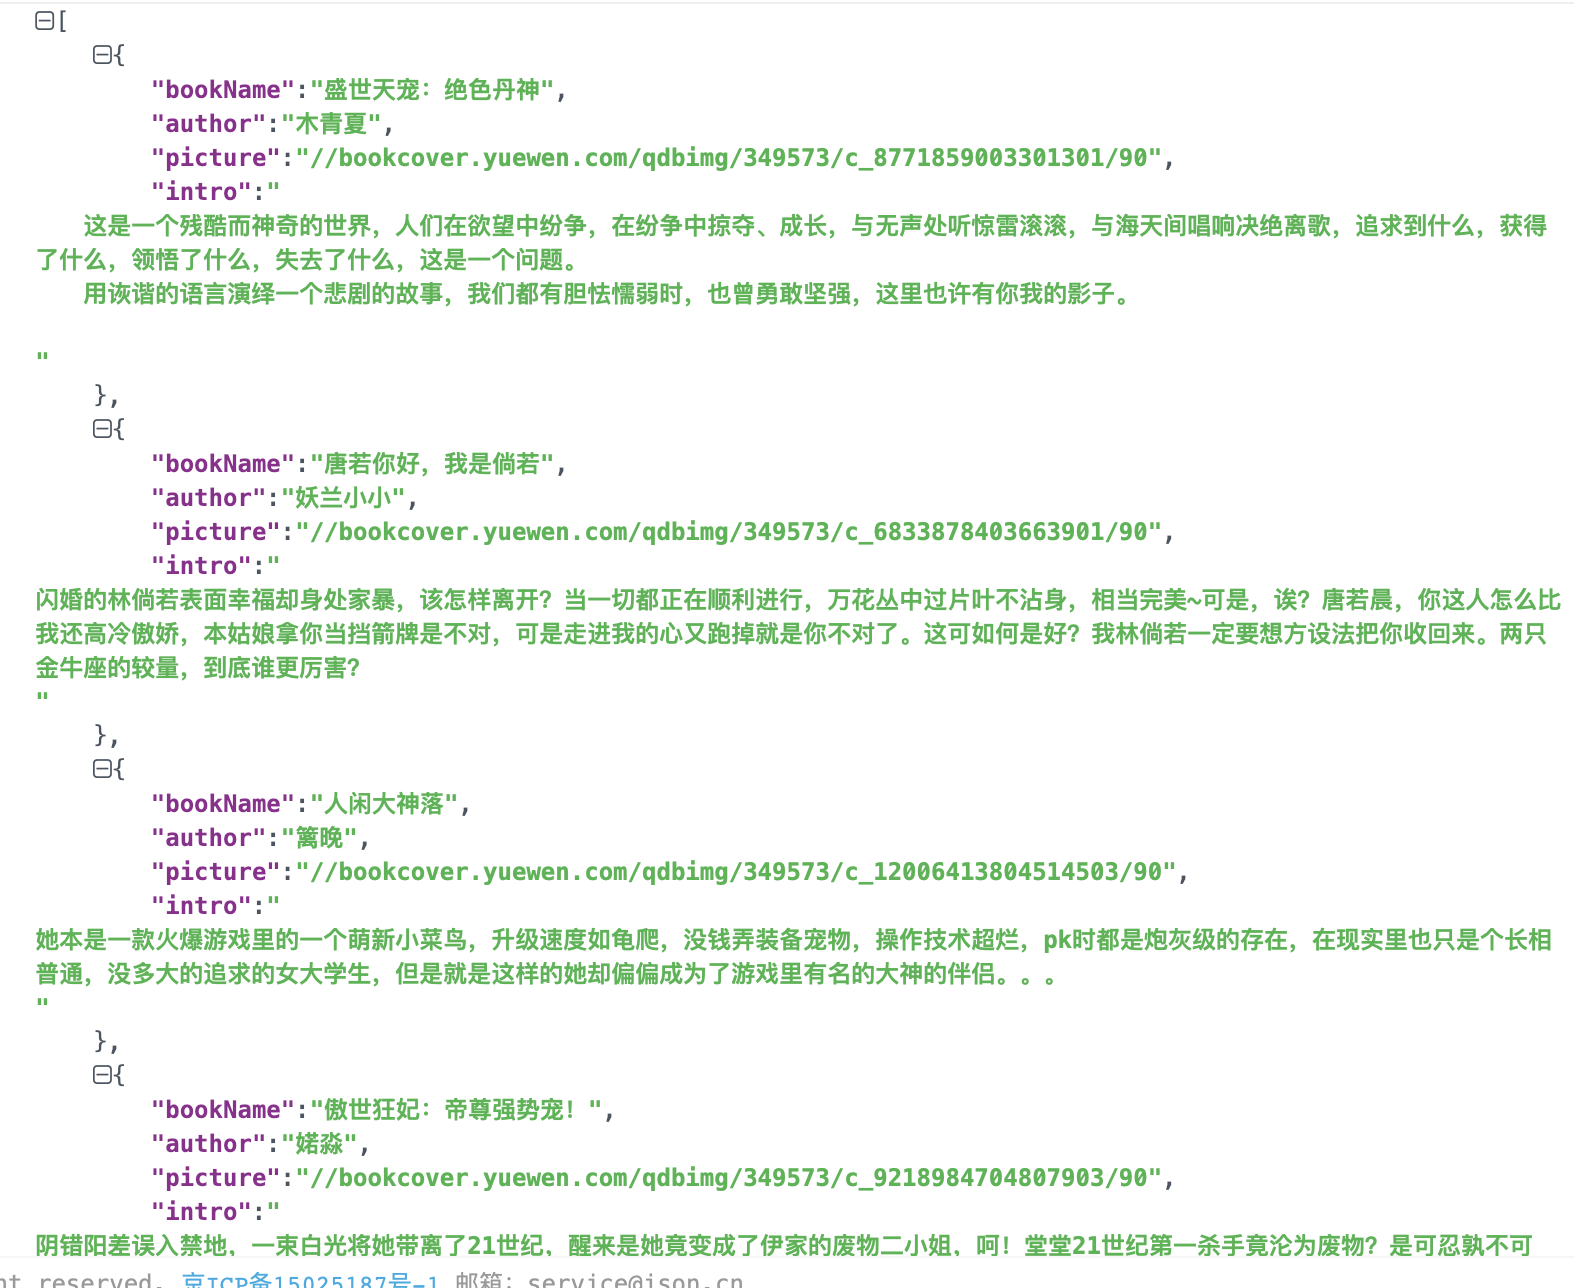 [
{
"bookName":"盛世天宠：绝色丹神",
"author":"木青夏",
"picture":"//bookcover.yuewen.com/qdbimg/349573/c_8771859003301301/90",
"intro":"
这是一个残酷而神奇的世界，人们在欲望中纷争，在纷争中掠夺、成长，与无声处听惊雷滚滚，与海天间唱响决绝离歌，追求到什么，获得
了什么，领悟了什么，失去了什么，这是一个问题。
用诙谐的语言演绎一个悲剧的故事，我们都有胆怯懦弱时，也曾勇敢坚强，这里也许有你我的影子。
"
},
{
"bookName":"唐若你好，我是倘若",
"author":"妖兰小小",
"picture":"//bookcover.yuewen.com/qdbimg/349573/c_6833878403663901/90",
"intro":"
闪婚的林倘若表面幸福却身处家暴，该怎样离开？当一切都正在顺利进行，万花丛中过片叶不沾身，相当完美~可是，诶？唐若晨，你这人怎么比
我还高冷傲娇，本姑娘拿你当挡箭牌是不对，可是走进我的心又跑掉就是你不对了。这可如何是好？我林倘若一定要想方设法把你收回来。两只
金牛座的较量，到底谁更厉害？
"
},
{
"bookName":"人闲大神落",
"author":"篱晚",
"picture":"//bookcover.yuewen.com/qdbimg/349573/c_12006413804514503/90",
"intro":"
她本是一款火爆游戏里的一个萌新小菜鸟，升级速度如龟爬，没钱弄装备宠物，操作技术超烂，pk时都是炮灰级的存在，在现实里也只是个长相
普通，没多大的追求的女大学生，但是就是这样的她却偏偏成为了游戏里有名的大神的伴侣。。。
"
},
{
"bookName":"傲世狂妃：帝尊强势宠！",
"author":"婼淼",
"picture":"//bookcover.yuewen.com/qdbimg/349573/c_9218984704807903/90",
"intro":"
阴错阳差误入禁地，一束白光将她带离了21世纪，醒来是她竟变成了伊家的废物二小姐，呵！堂堂21世纪第一杀手竟沦为废物？是可忍孰不可
nt reserved. 京ICP备15025187号-1 邮箱：service@json.cn